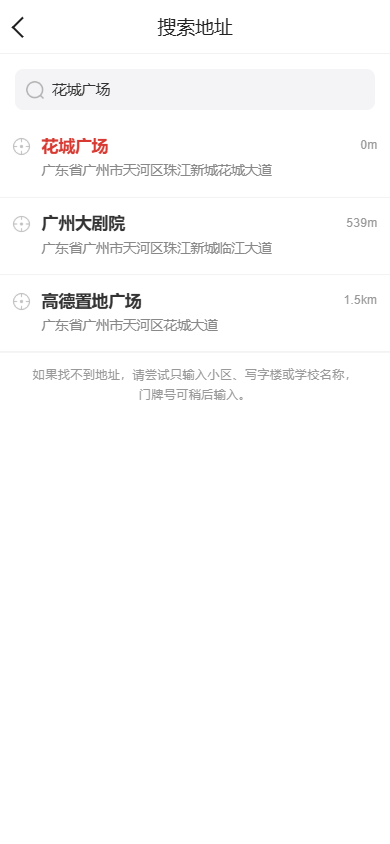 搜索地址
花城广场
花城广场 0m
广东省广州市天河区珠江新城花城大道
广州大剧院 539m
广东省广州市天河区珠江新城临江大道
高德置地广场 1.5km
广东省广州市天河区花城大道
如果找不到地址，请尝试只输入小区、写字楼或学校名称，
门牌号可稍后输入。